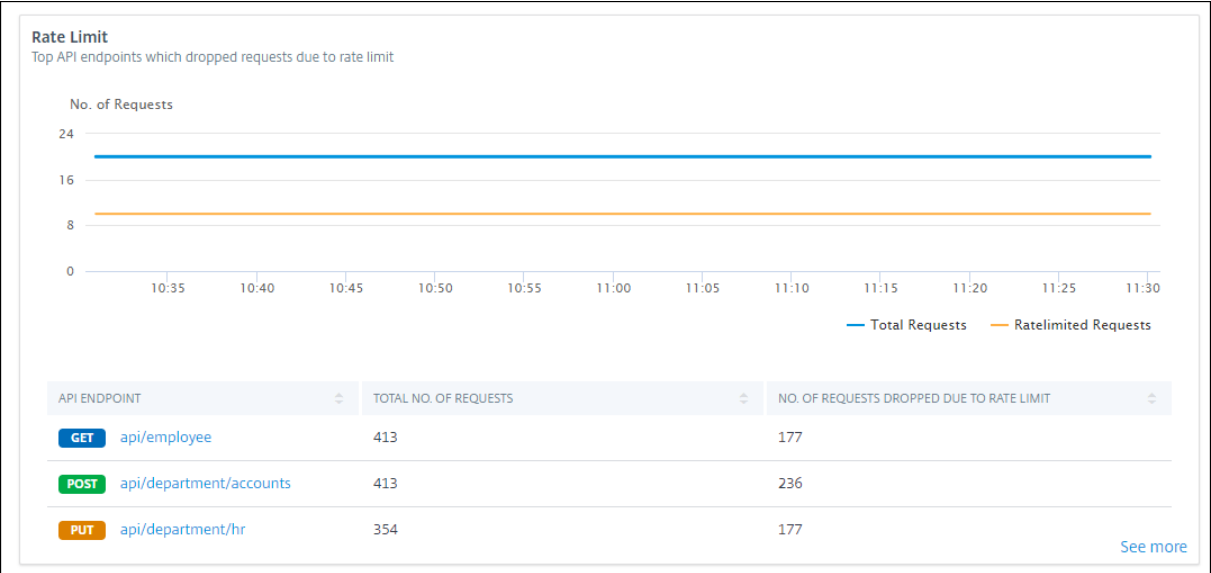 Rate Limit
Top API endpoints which dropped requests due to rate limit
No. of Requests
24
16
8
0
10:35 10:40 10:45 10:50 10:55 11:00 11:05 11:10 11:15 11:20 11:25 11:30
Total Requests Ratelimited Requests
API ENDPOINT TOTAL NO. OF REQUESTS NO. OF REQUESTS DROPPED DUE TO RATE LIMIT
GET api/employee 413 177
POST api/department/accounts 413 236
PUT api/department/hr 354 177
See more